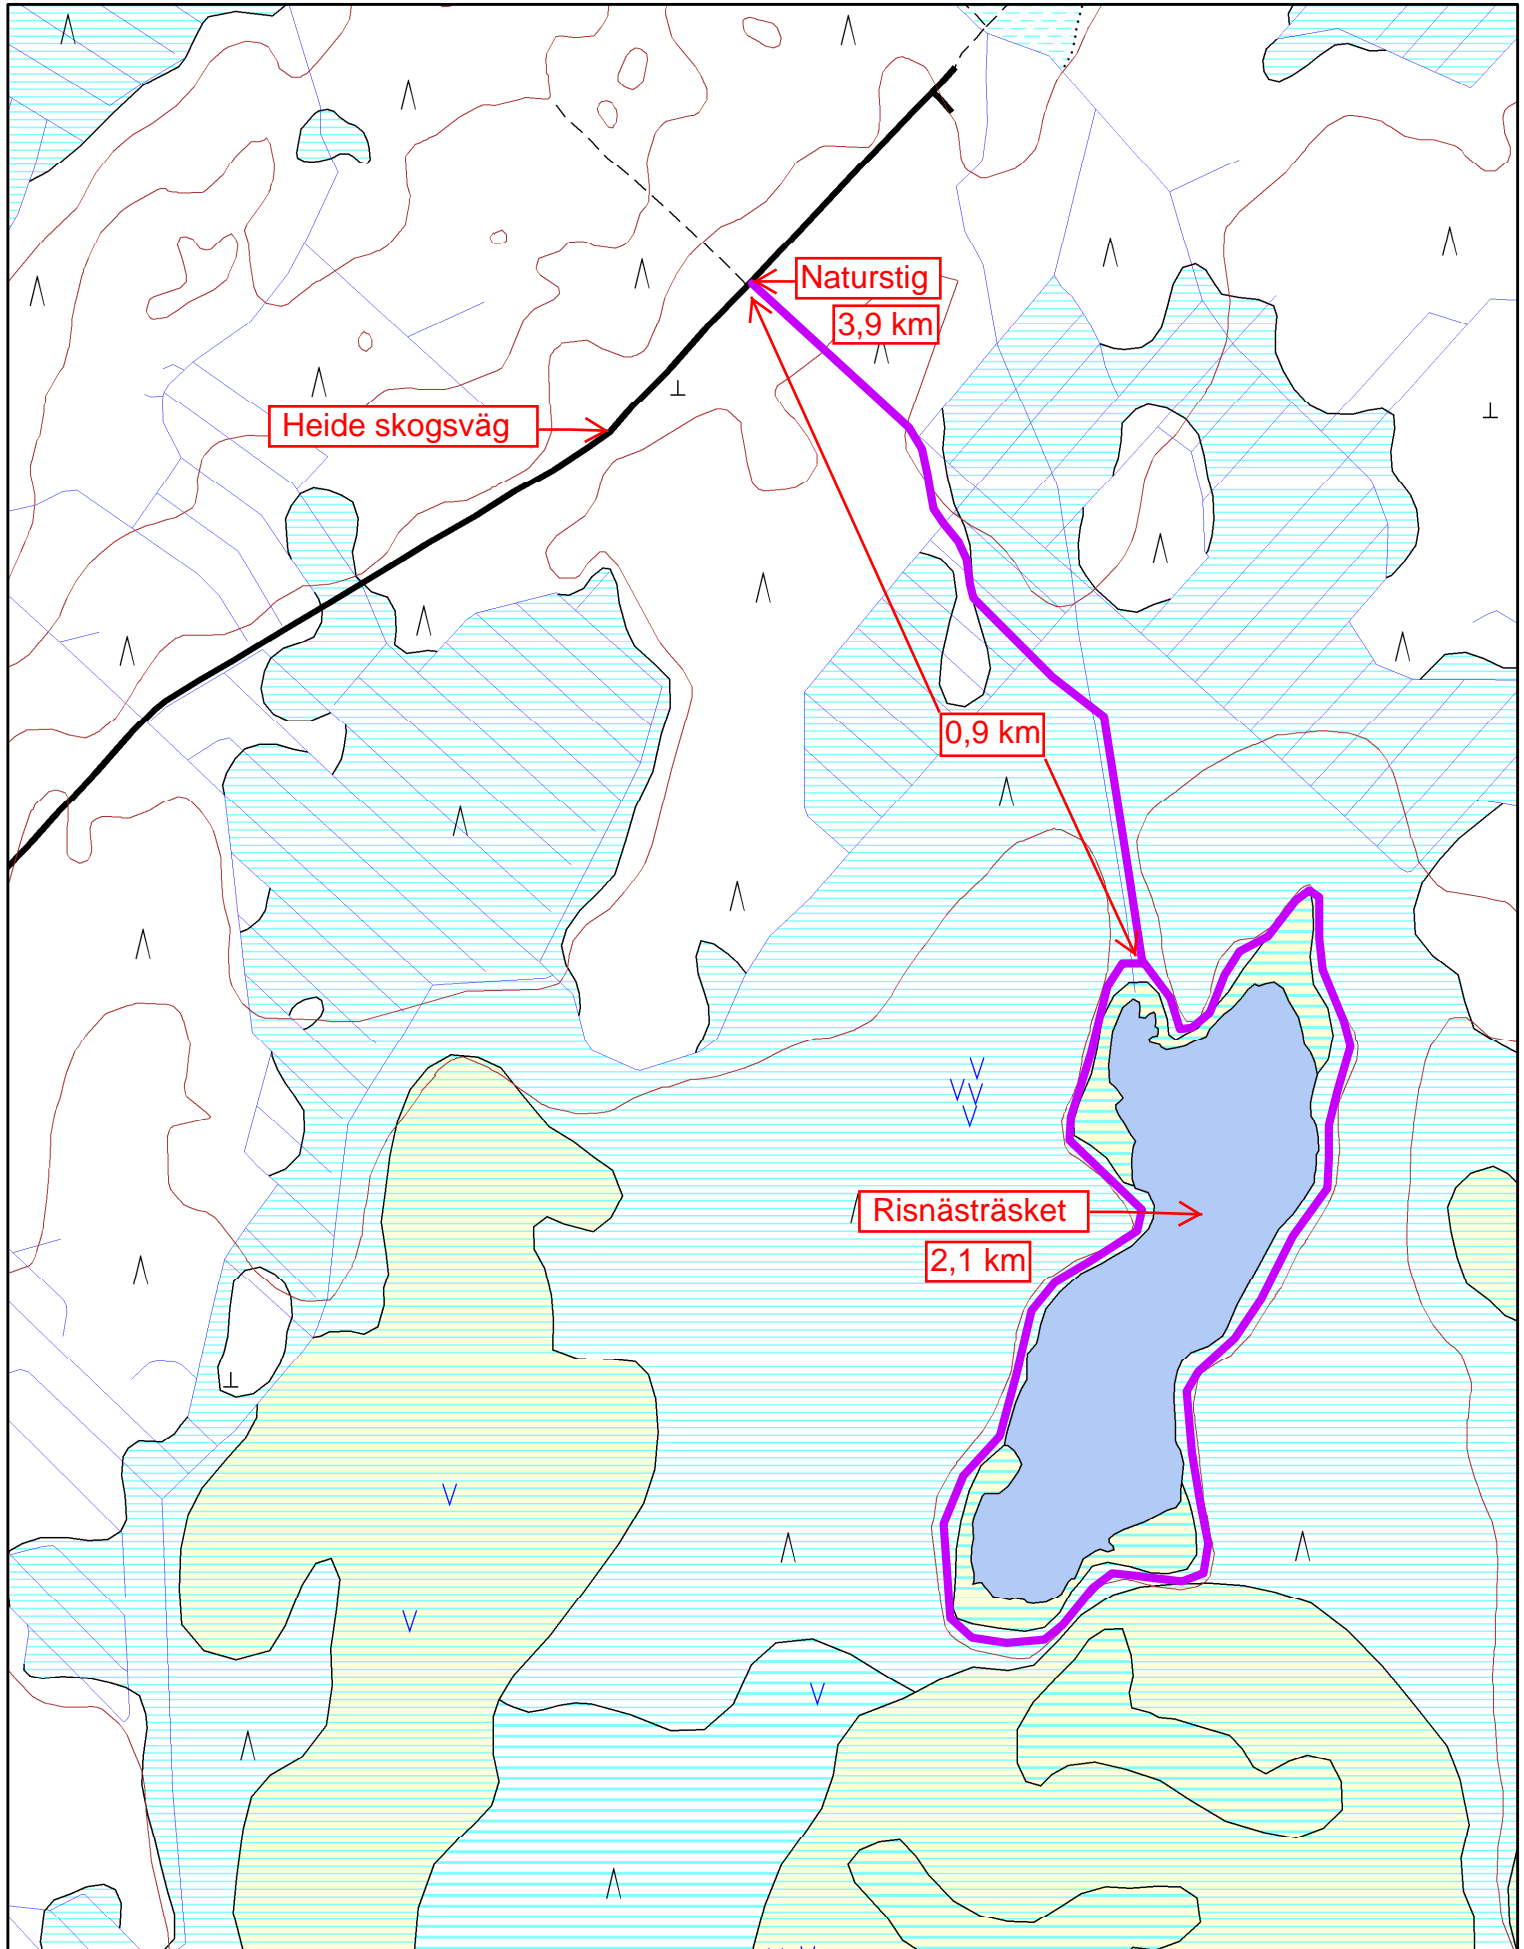 Naturstig
3,9 km
Heide skogsväg
0,9 km
Risnästräsket
2,1 km